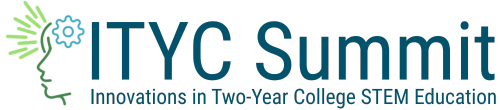 ITYC Summit
Innovations in Two-Year College STEM Education